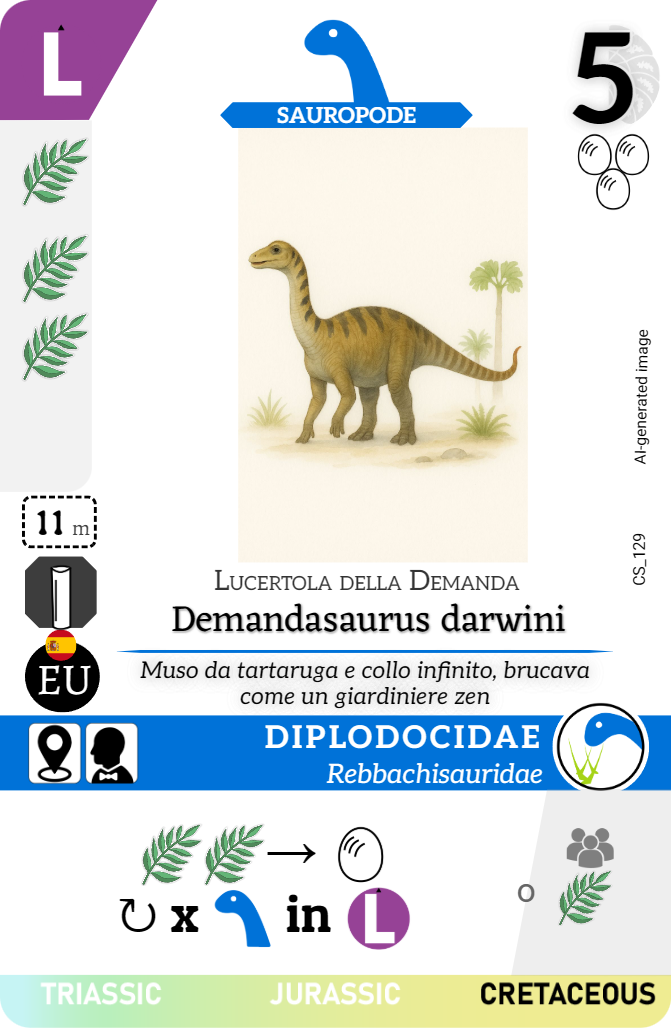 L
SAUROPODE
5
AI-generated image
CS_129
11 m
EU
LUCERTOLA DELLA DEMANDA
Demandasaurus darwini
Muso da tartaruga e collo infinito, brucava
come un giardiniere zen
DIPLODOCIDAE
Rebbachisauridae
→
↻ x in L
o
TRIASSIC JURASSIC CRETACEOUS